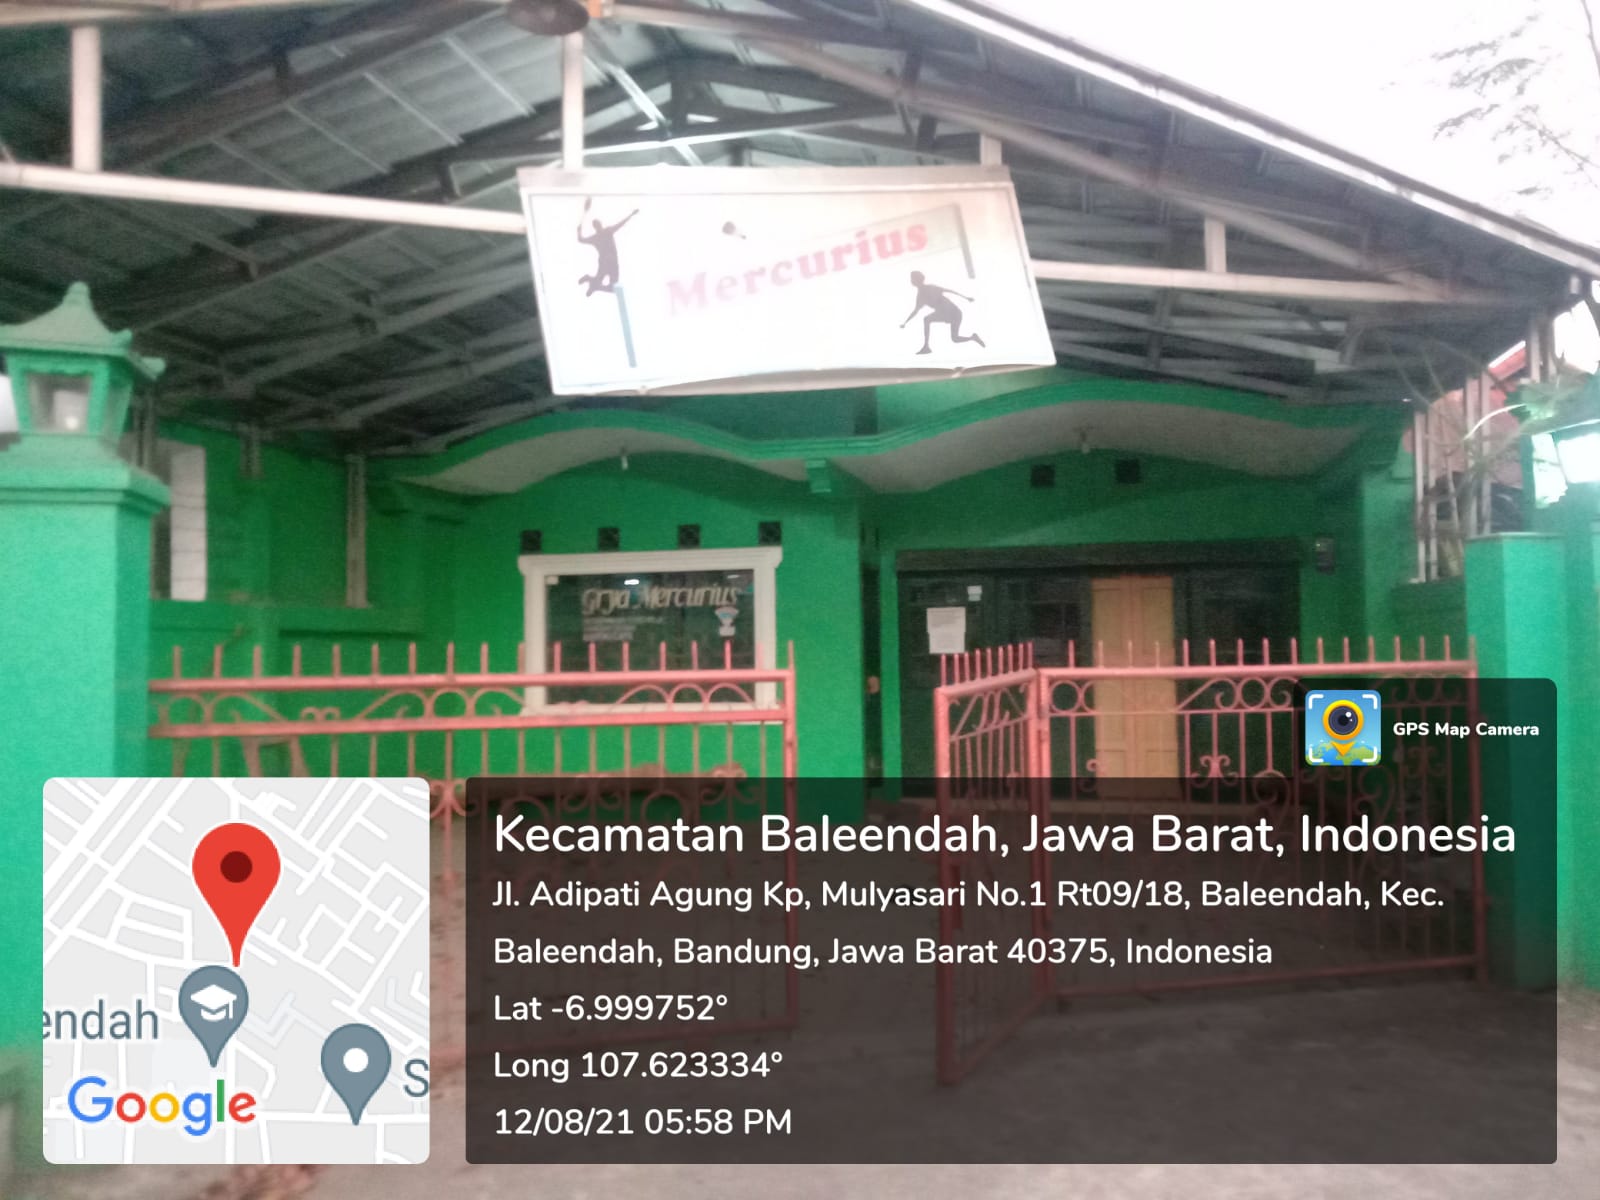 Mercurius
Grya Mercurius
GPS Map Camera
Kecamatan Baleendah, Jawa Barat, Indonesia
Jl. Adipati Agung Kp, Mulyasari No.1 Rt09/18, Baleendah, Kec.
Baleendah, Bandung, Jawa Barat 40375, Indonesia
Lat -6.999752°
Long 107.623334°
12/08/21 05:58 PM
endah
S
Google